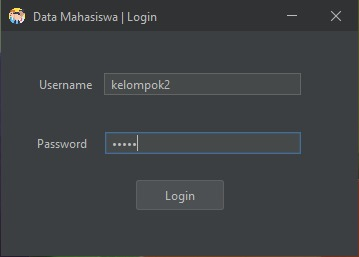 Data Mahasiswa | Login
Username kelompok2
Password •••••
Login